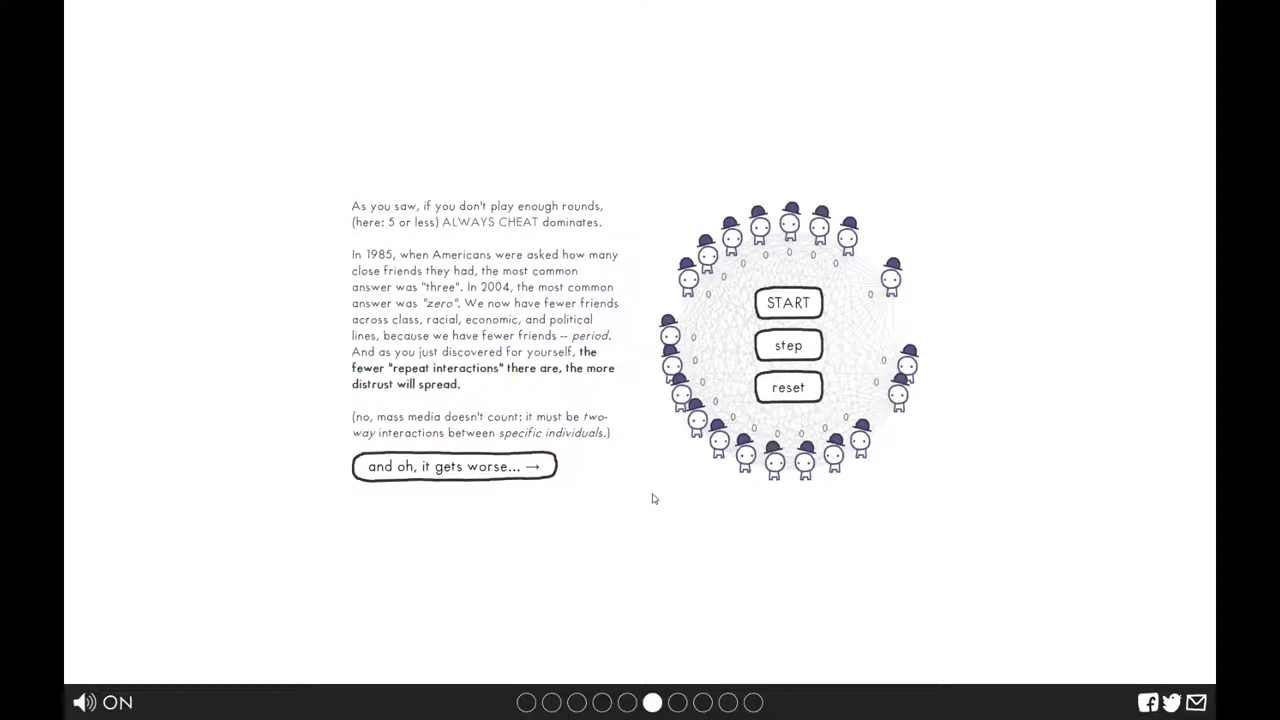 As you saw, if you don't play enough rounds,
(here: 5 or less) ALWAYS CHEAT dominates.
In 1985, when Americans were asked how many
close friends they had, the most common
answer was "three". In 2004, the most common
answer was "zero". We now have fewer friends
across class, racial, economic, and political
lines, because we have fewer friends -- period.
And as you just discovered for yourself, the
fewer "repeat interactions" there are, the more
distrust will spread.
(no, mass media doesn't count: it must be two-
way interactions between specific individuals.)
and oh, it gets worse... →
START
step
reset
ON